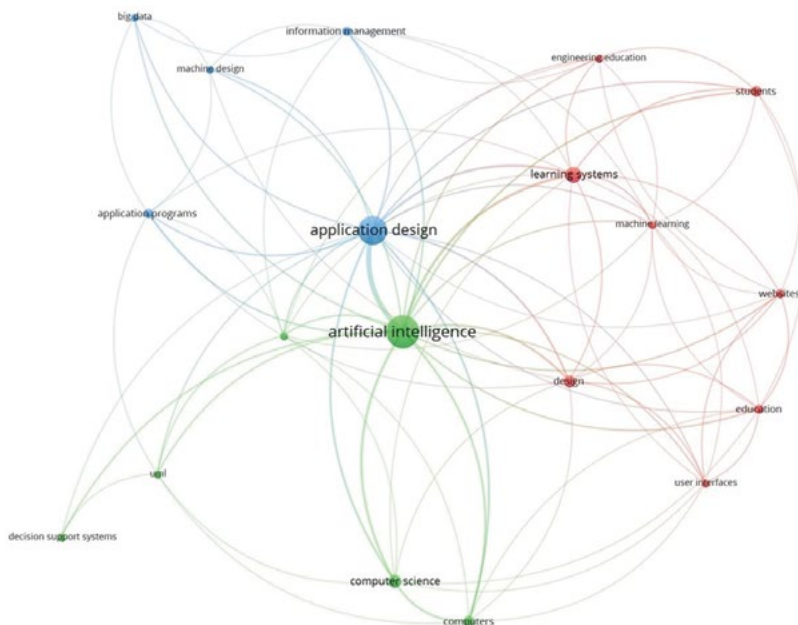 big data
information management
engineering education
machine design
students
learning systems
application programs
machine learning
application design
websites
artificial intelligence
design
education
user interfaces
decision support systems
computer science
computers